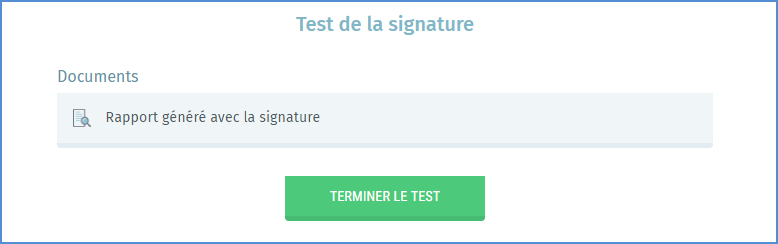 Test de la signature
Documents
Rapport généré avec la signature
TERMINER LE TEST